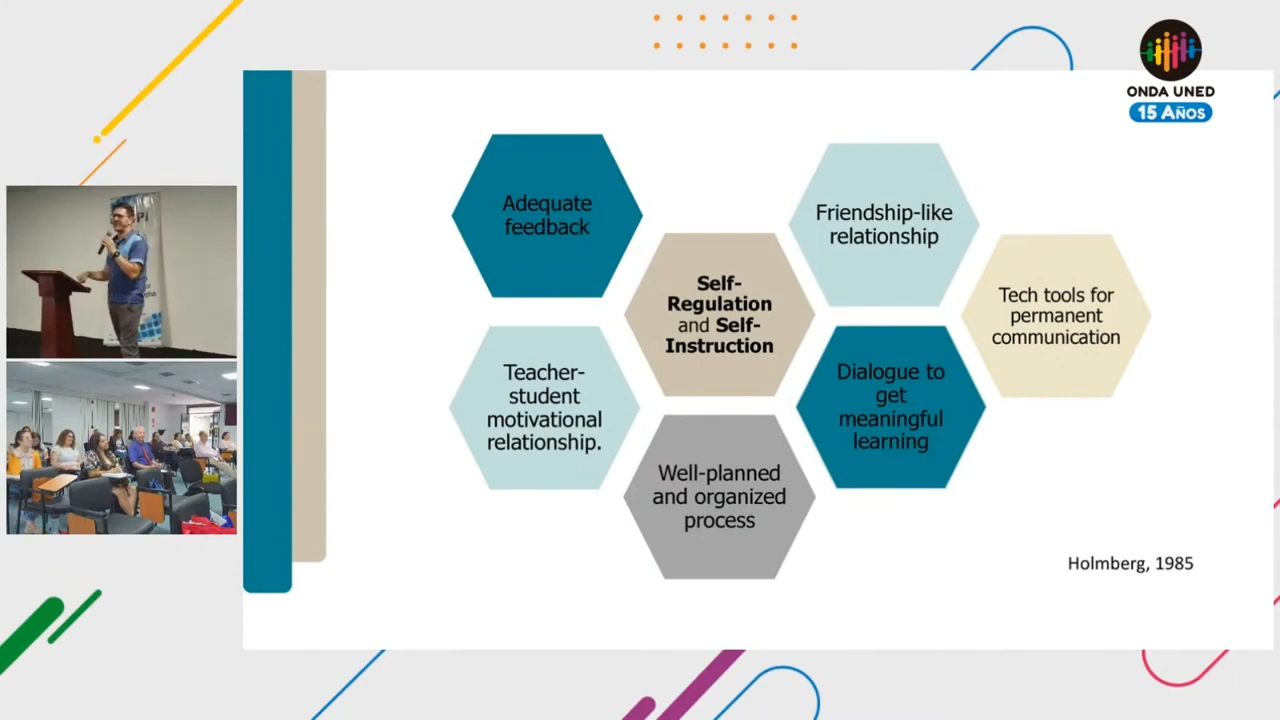 ONDA UNED
15 AÑOS
Adequate
feedback
Friendship-like
relationship
Self-
Regulation
and Self-
Instruction
Tech tools for
permanent
communication
Teacher-
student
motivational
relationship.
Dialogue to
get
meaningful
learning
Well-planned
and organized
process
Holmberg, 1985